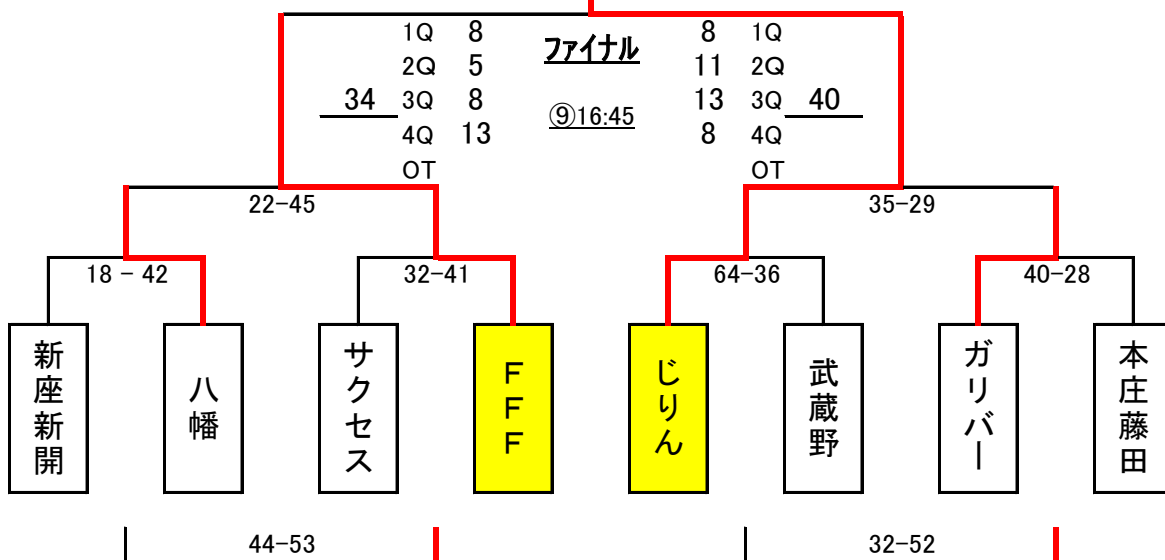 1Q 8 ファイナル 8 1Q
2Q 5 11 2Q
34 3Q 8 ⑨16:45 13 3Q 40
4Q 13 8 4Q
OT OT
22-45 35-29
18 - 42 32-41 64-36 40-28
新座新開
八幡
サクセス
FFF
じりん
武蔵野
ガリバー
本庄藤田
44-53 32-52